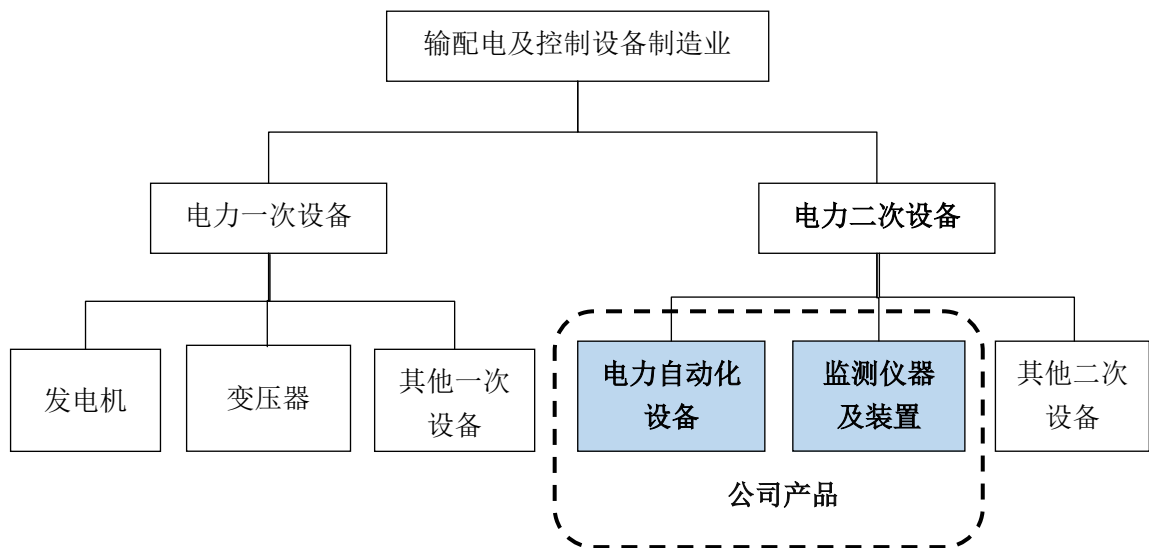 输配电及控制设备制造业
电力一次设备
电力二次设备
发电机
变压器
其他一次
设备
电力自动化
设备
监测仪器
及装置
其他二次
设备
公司产品